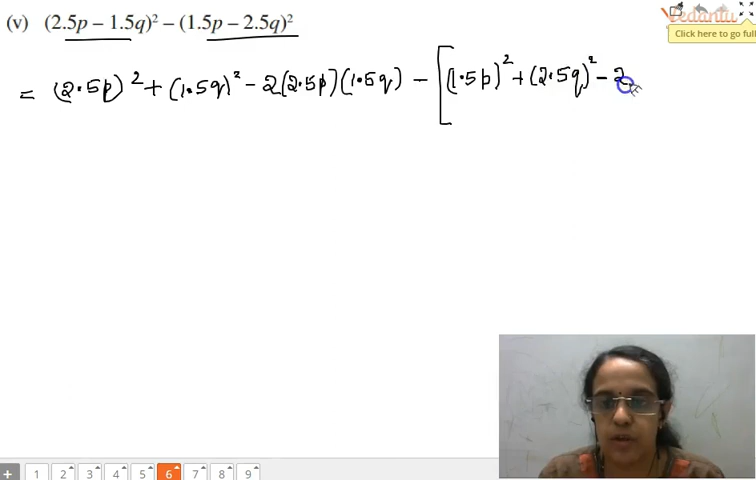 (v) (2.5p – 1.5q)² – (1.5p – 2.5q)²
Vedantu
Click here to go full
= (2.5p)² + (1.5q)² – 2(2.5p)(1.5q) – [(1.5p)² + (2.5q)² – 2
+ 1 2 3 4 5 6 7 8 9